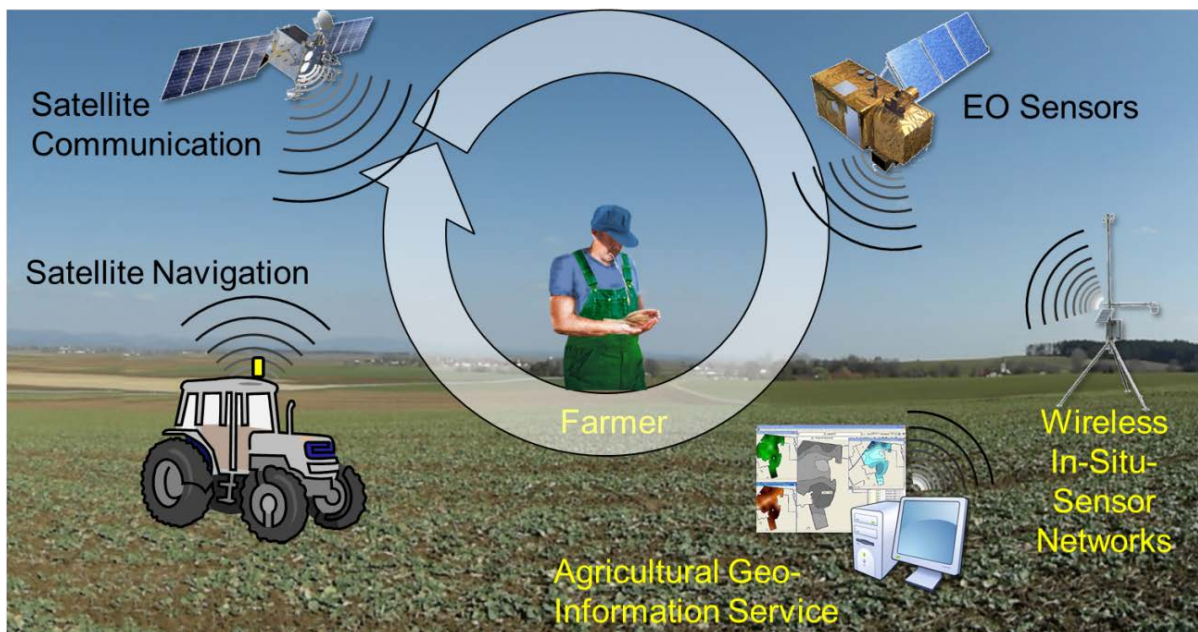 Satellite
Communication
EO Sensors
Satellite Navigation
Farmer
Wireless
In-Situ-
Sensor
Networks
Agricultural Geo-
Information Service